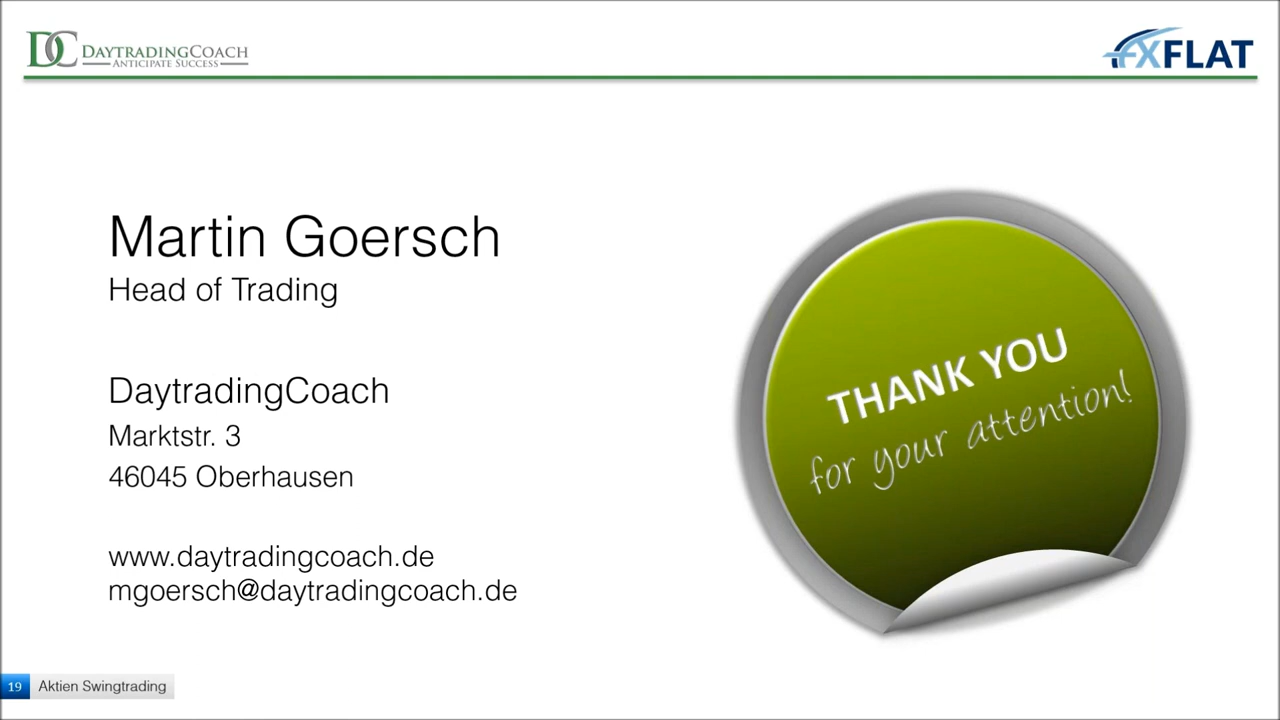 DC DAYTRADINGCOACH
ANTICIPATE SUCCESS
FXFLAT
Martin Goersch
Head of Trading
DaytradingCoach
Marktstr. 3
46045 Oberhausen
www.daytradingcoach.de
mgoersch@daytradingcoach.de
THANK YOU
for your attention!
19 Aktien Swingtrading